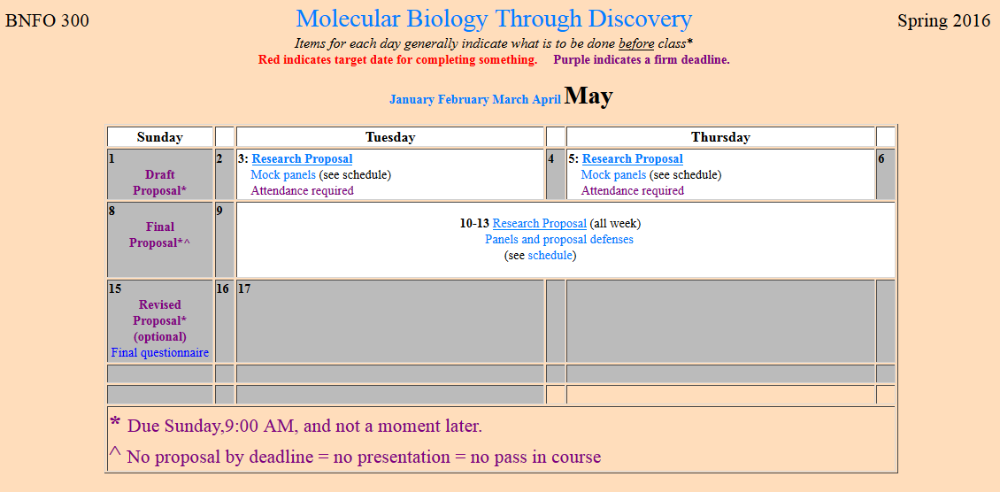 BNFO 300
Molecular Biology Through Discovery
Spring 2016
Items for each day generally indicate what is to be done before class*
Red indicates target date for completing something. Purple indicates a firm deadline.
January February March April May
Sunday Tuesday Thursday
1
Draft
Proposal*
2
3: Research Proposal
Mock panels (see schedule)
Attendance required
4
5: Research Proposal
Mock panels (see schedule)
Attendance required
6
8
Final
Proposal*^
9
10-13 Research Proposal (all week)
Panels and proposal defenses
(see schedule)
15
Revised
Proposal*
(optional)
Final questionnaire
16
17
* Due Sunday,9:00 AM, and not a moment later.
^ No proposal by deadline = no presentation = no pass in course